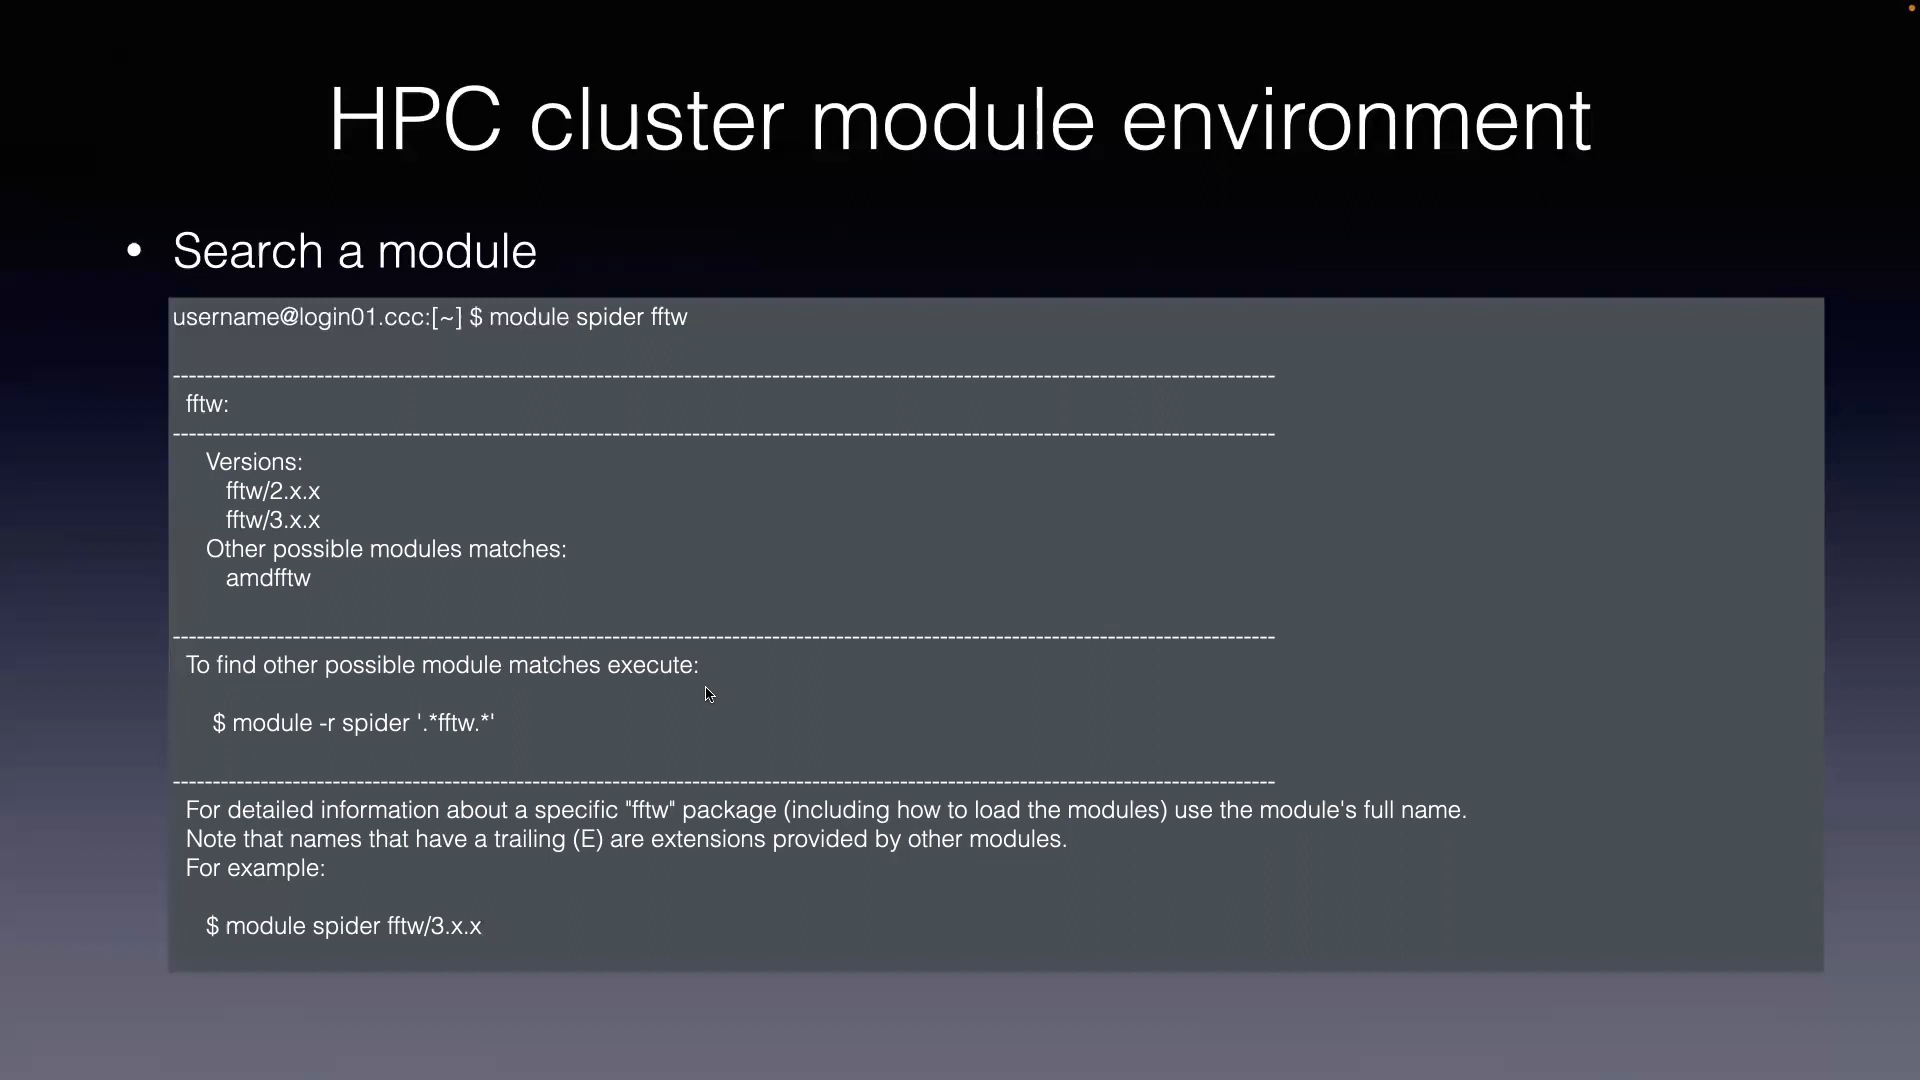 HPC cluster module environment
• Search a module
username@login01.ccc:[~] $ module spider fftw
------------------------------------------------------------------------------------------------------------------------------------------
fftw:
------------------------------------------------------------------------------------------------------------------------------------------
Versions:
fftw/2.x.x
fftw/3.x.x
Other possible modules matches:
amdfftw
------------------------------------------------------------------------------------------------------------------------------------------
To find other possible module matches execute:
$ module -r spider '.*fftw.*'
------------------------------------------------------------------------------------------------------------------------------------------
For detailed information about a specific "fftw" package (including how to load the modules) use the module's full name.
Note that names that have a trailing (E) are extensions provided by other modules.
For example:
$ module spider fftw/3.x.x